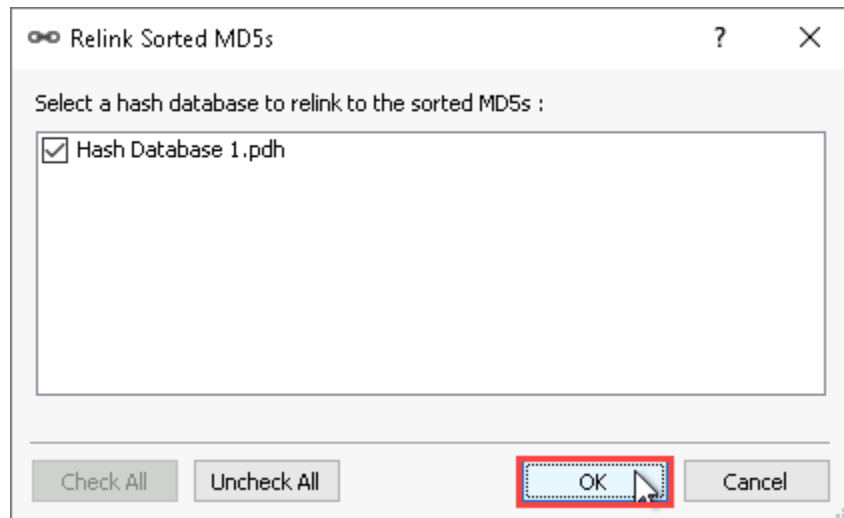 Relink Sorted MD5s
?
Select a hash database to relink to the sorted MD5s :
Hash Database 1.pdh
Check All
Uncheck All
OK
Cancel